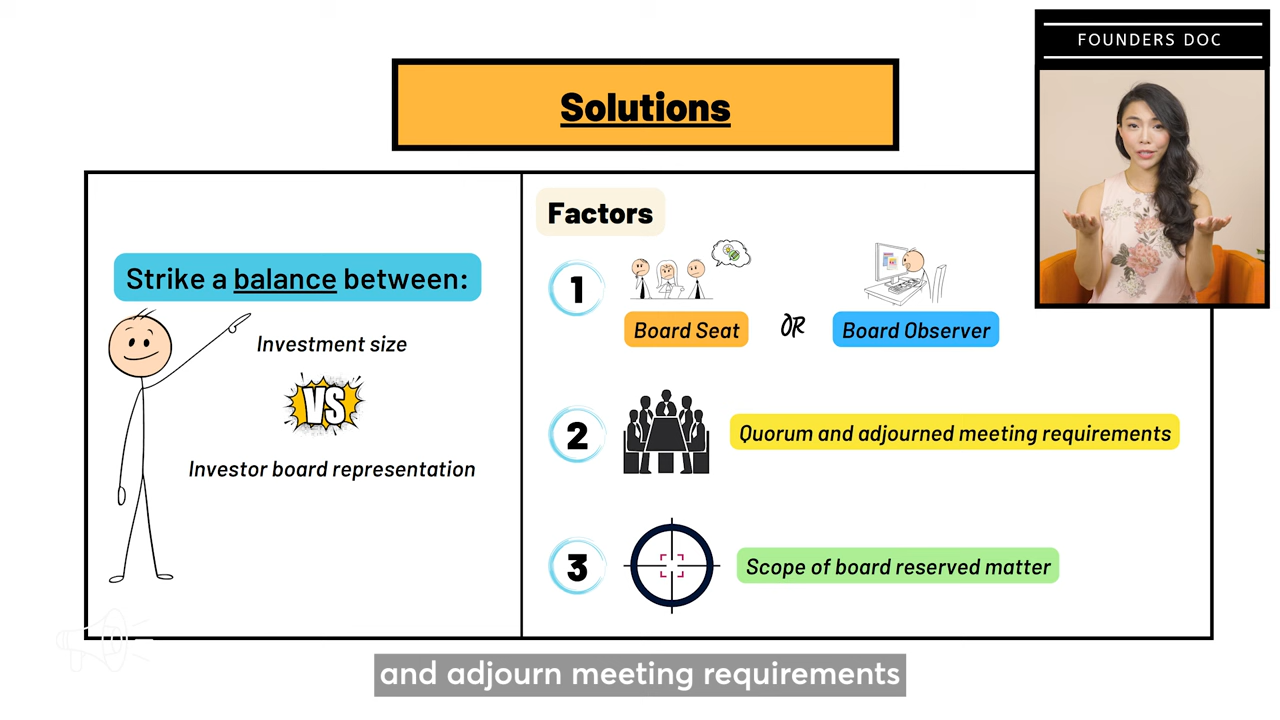 FOUNDERS DOC
Solutions
Strike a balance between:
Investment size
VS
Investor board representation
Factors
1
Board Seat
OR
Board Observer
2
Quorum and adjourned meeting requirements
3
Scope of board reserved matter
and adjourn meeting requirements